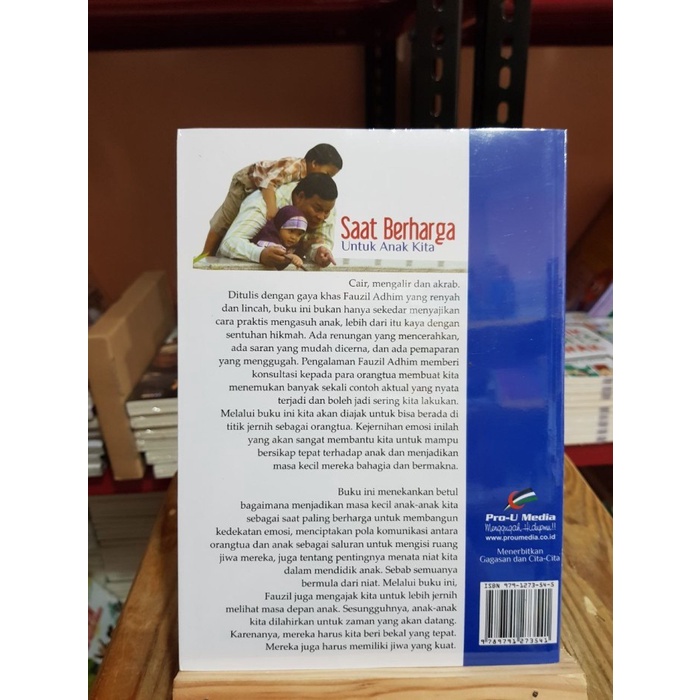 Saat Berharga
Untuk Anak Kita
Cair, mengalir dan akrab.
Ditulis dengan gaya khas Fauzil Adhim yang renyah
dan lincah, buku ini bukan hanya sekedar menyajikan
cara praktis mengasuh anak, lebih dari itu kaya dengan
sentuhan hikmah. Ada renungan yang mencerahkan,
ada saran yang mudah dicerna, dan ada pemaparan
yang menggugah. Pengalaman Fauzil Adhim memberi
konsultasi kepada para orangtua membuat kita
menemukan banyak sekali contoh aktual yang nyata
terjadi dan boleh jadi sering kita lakukan.
Melalui buku ini kita akan diajak untuk bisa berada di
titik jernih sebagai orangtua. Kejernihan emosi inilah
yang akan sangat membantu kita untuk mampu
bersikap tepat terhadap anak dan menjadikan
masa kecil mereka bahagia dan bermakna.
Buku ini menekankan betul
bagaimana menjadikan masa kecil anak-anak kita
sebagai saat paling berharga untuk membangun
kedekatan emosi, menciptakan pola komunikasi antara
orangtua dan anak sebagai saluran untuk mengisi ruang
jiwa mereka, juga tentang pentingnya menata niat kita
dalam mendidik anak. Sebab semuanya
bermula dari niat. Melalui buku ini,
Fauzil juga mengajak kita untuk lebih jernih
melihat masa depan anak. Sesungguhnya, anak-anak
kita dilahirkan untuk zaman yang akan datang.
Karenanya, mereka harus kita beri bekal yang tepat.
Mereka juga harus memiliki jiwa yang kuat.
Pro-U Media
Menggugah Hidupmu!!
www.proumedia.co.id
Menerbitkan
Gagasan dan Cita-Cita
ISBN 979-1273-54-5
9 789791 273541